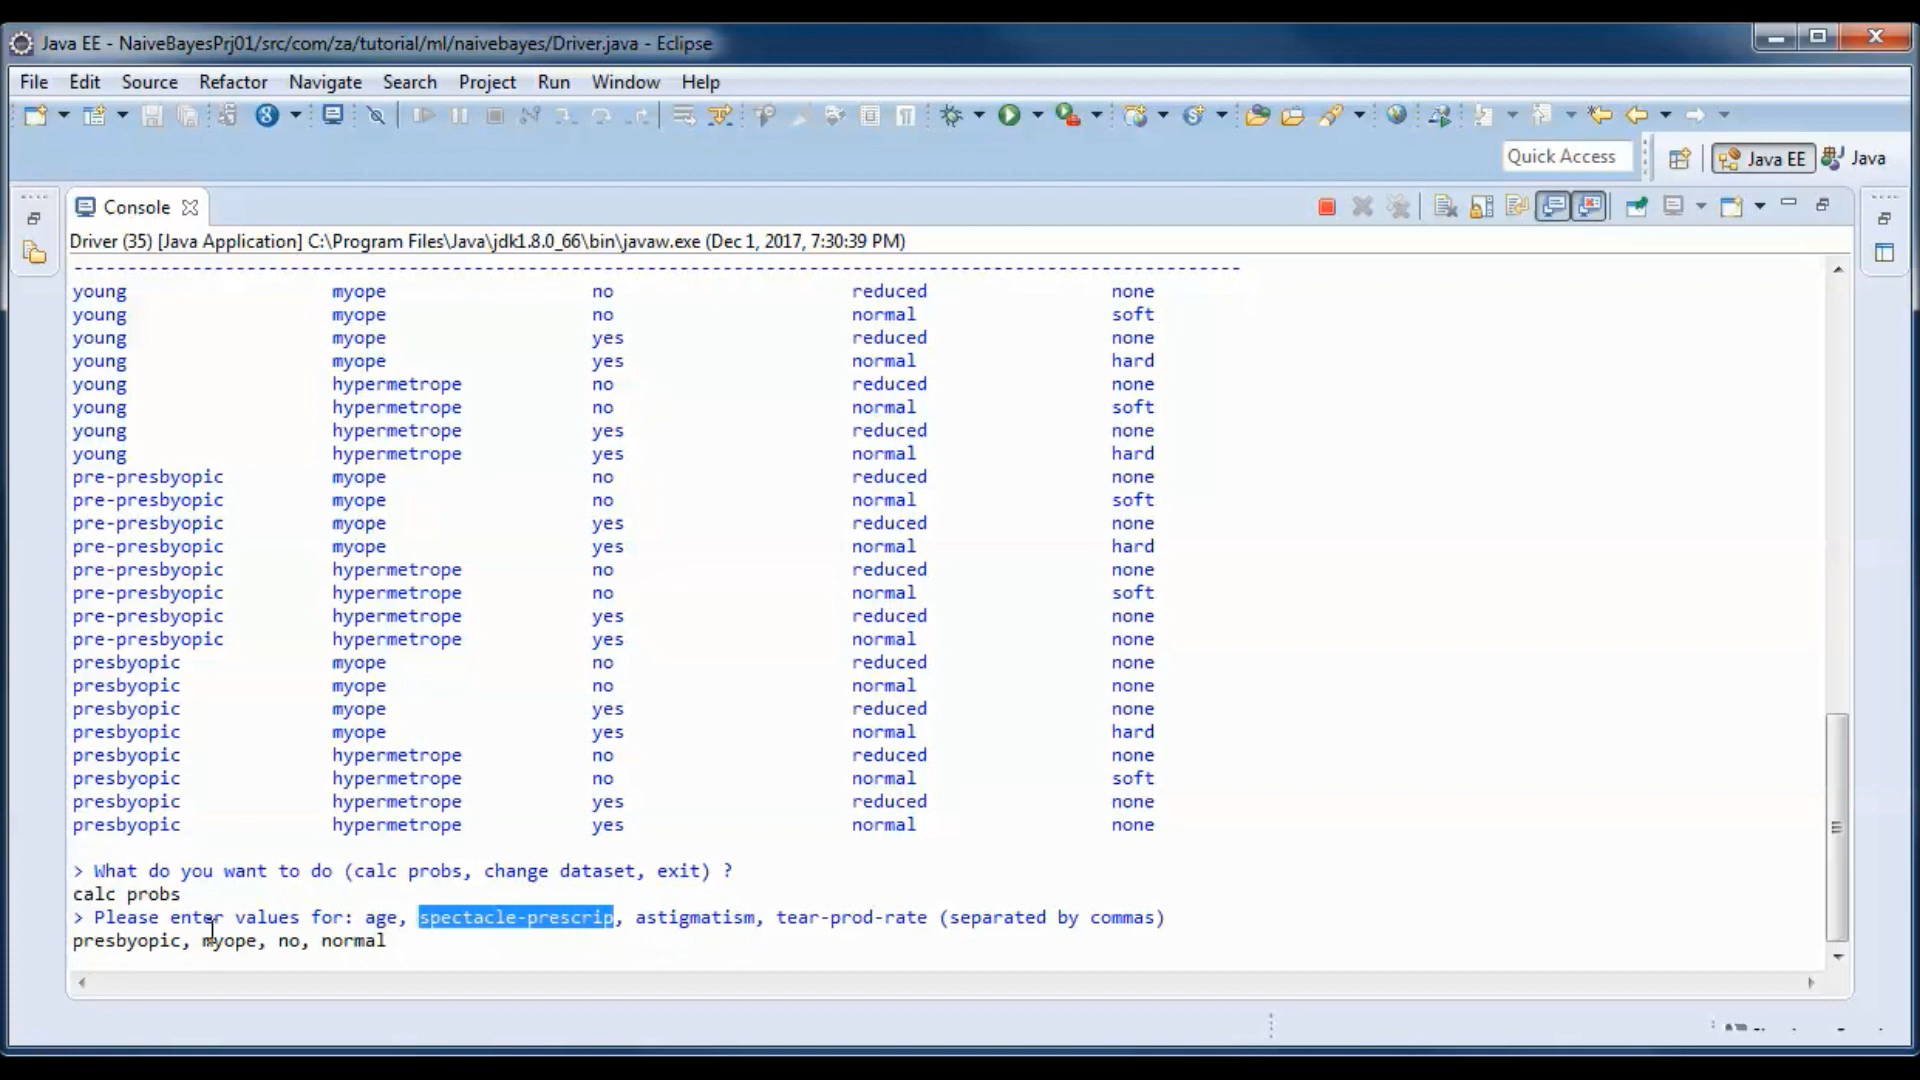 Java EE - NaiveBayesPrj01/src/com/za/tutorial/ml/naivebayes/Driver.java - Eclipse
File Edit Source Refactor Navigate Search Project Run Window Help
Quick Access Java EE Java
Console
Driver (35) [Java Application] C:\Program Files\Java\jdk1.8.0_66\bin\javaw.exe (Dec 1, 2017, 7:30:39 PM)
------------------------------------------------------------------------------------------------------------
young myope no reduced none
young myope no normal soft
young myope yes reduced none
young myope yes normal hard
young hypermetrope no reduced none
young hypermetrope no normal soft
young hypermetrope yes reduced none
young hypermetrope yes normal hard
pre-presbyopic myope no reduced none
pre-presbyopic myope no normal soft
pre-presbyopic myope yes reduced none
pre-presbyopic myope yes normal hard
pre-presbyopic hypermetrope no reduced none
pre-presbyopic hypermetrope no normal soft
pre-presbyopic hypermetrope yes reduced none
pre-presbyopic hypermetrope yes normal none
presbyopic myope no reduced none
presbyopic myope no normal none
presbyopic myope yes reduced none
presbyopic myope yes normal hard
presbyopic hypermetrope no reduced none
presbyopic hypermetrope no normal soft
presbyopic hypermetrope yes reduced none
presbyopic hypermetrope yes normal none
> What do you want to do (calc probs, change dataset, exit) ?
calc probs
> Please enter values for: age, spectacle-prescrip, astigmatism, tear-prod-rate (separated by commas)
presbyopic, myope, no, normal